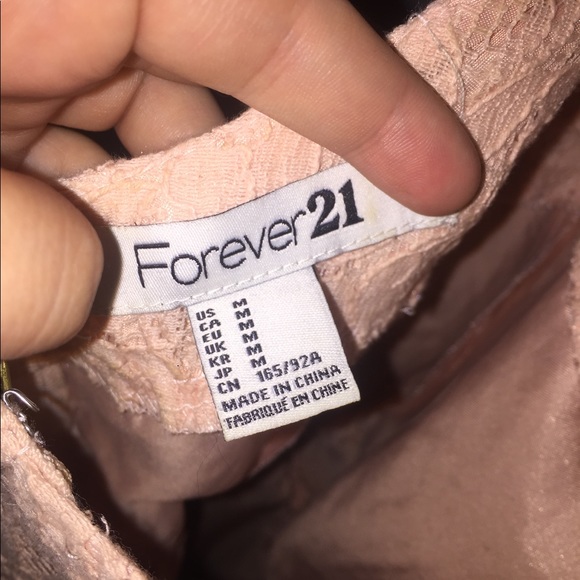 Forever21
US M
CA M
EU M
UK M
KR M
JP M
CN 165/92A
MADE IN CHINA
FABRIQUÉ EN CHINE